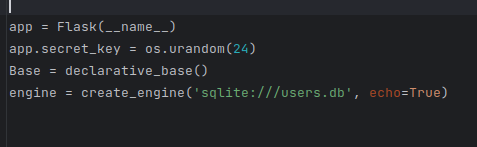 app = Flask(__name__)
app.secret_key = os.urandom(24)
Base = declarative_base()
engine = create_engine('sqlite:///users.db', echo=True)